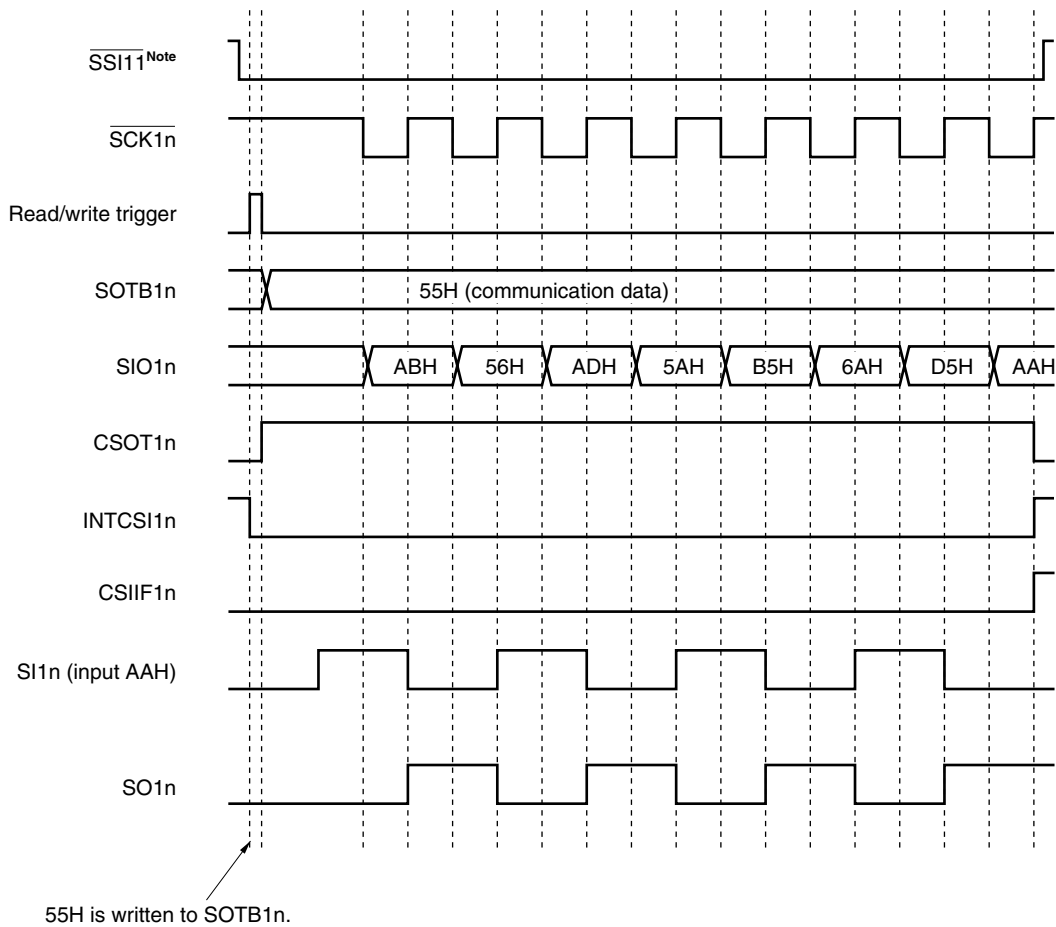 SSI11Note
SCK1n
Read/write trigger
SOTB1n
55H (communication data)
SIO1n
ABH 56H ADH 5AH B5H 6AH D5H AAH
CSOT1n
INTCSI1n
CSIIF1n
SI1n (input AAH)
SO1n
55H is written to SOTB1n.